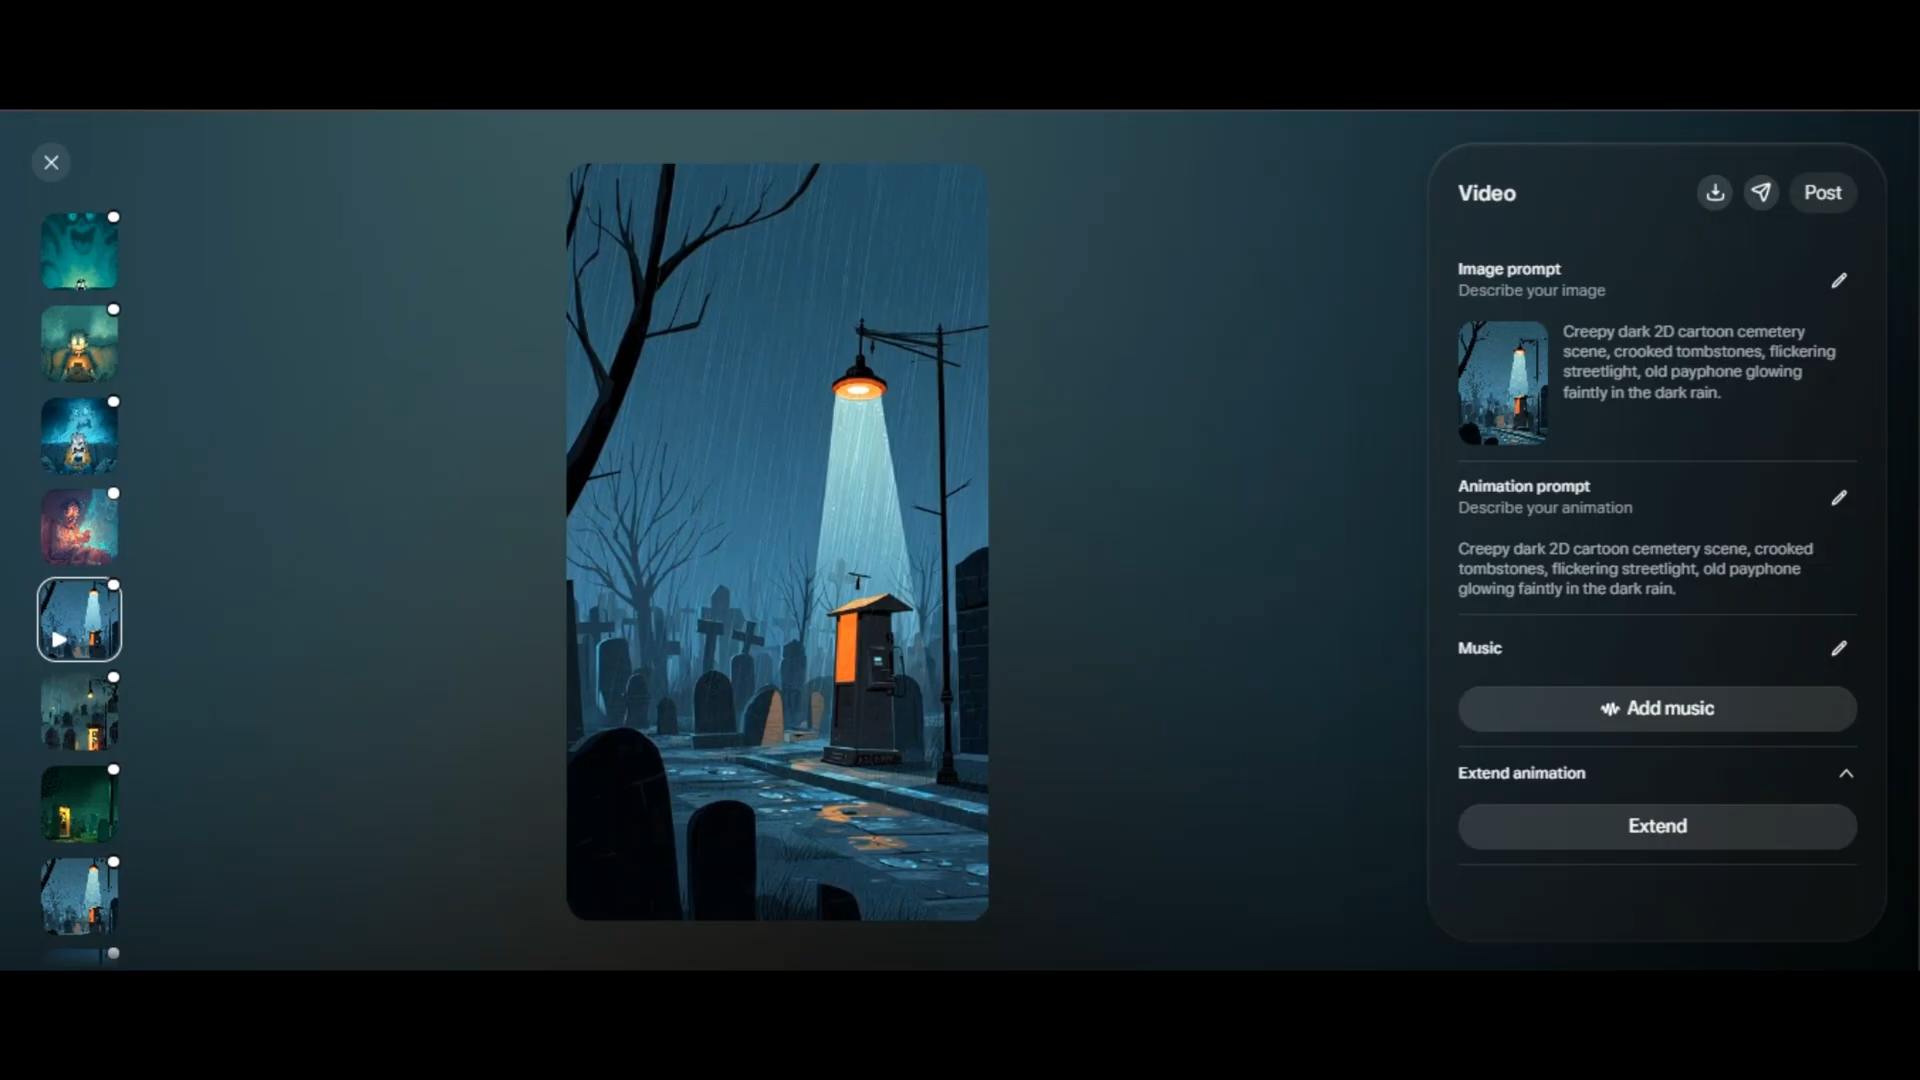 Video
Post
Image prompt
Describe your image
Creepy dark 2D cartoon cemetery
scene, crooked tombstones, flickering
streetlight, old payphone glowing
faintly in the dark rain.
Animation prompt
Describe your animation
Creepy dark 2D cartoon cemetery scene, crooked
tombstones, flickering streetlight, old payphone
glowing faintly in the dark rain.
Music
Add music
Extend animation
Extend